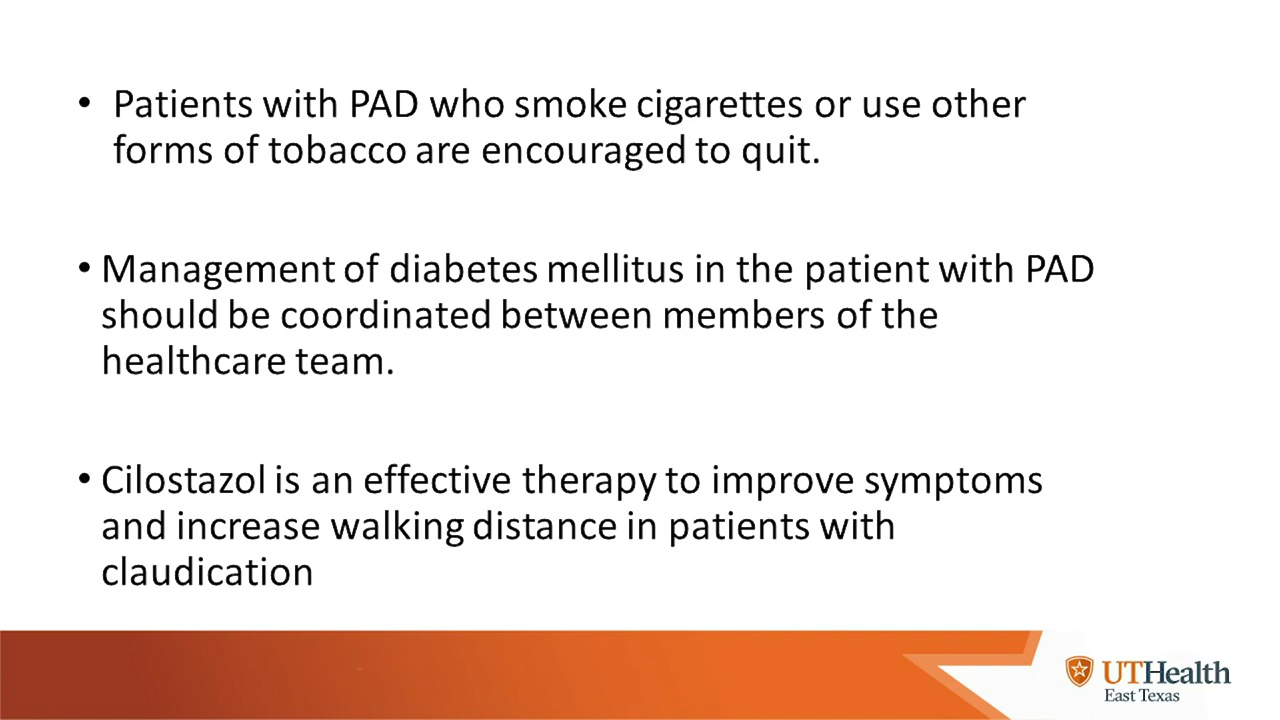 • Patients with PAD who smoke cigarettes or use other
forms of tobacco are encouraged to quit.
• Management of diabetes mellitus in the patient with PAD
should be coordinated between members of the
healthcare team.
• Cilostazol is an effective therapy to improve symptoms
and increase walking distance in patients with
claudication
UTHealth
East Texas